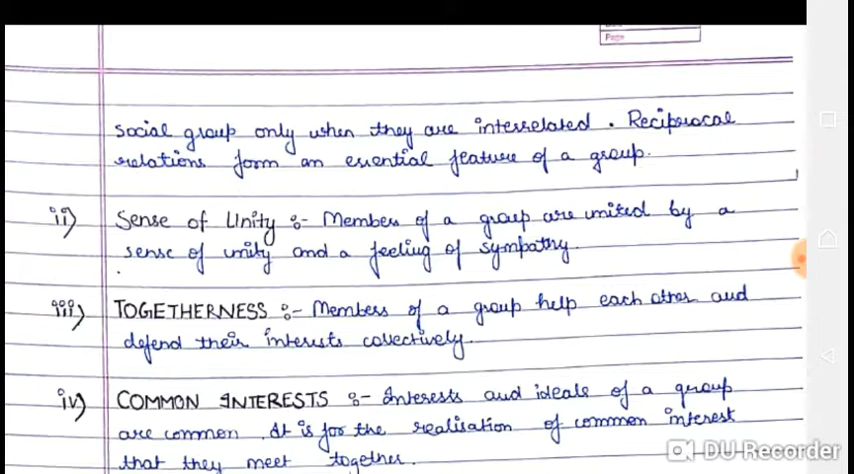 Page
social group only when they are interrelated. Reciprocal
relations form an essential feature of a group.
ii) Sense of Unity :- Members of a group are united by a
sense of unity and a feeling of sympathy.
iii) TOGETHERNESS :- Members of a group help each other and
defend their interests collectively.
iv) COMMON INTERESTS :- Interests and ideals of a group
are common. It is for the realisation of common interest
that they meet together.
DU Recorder